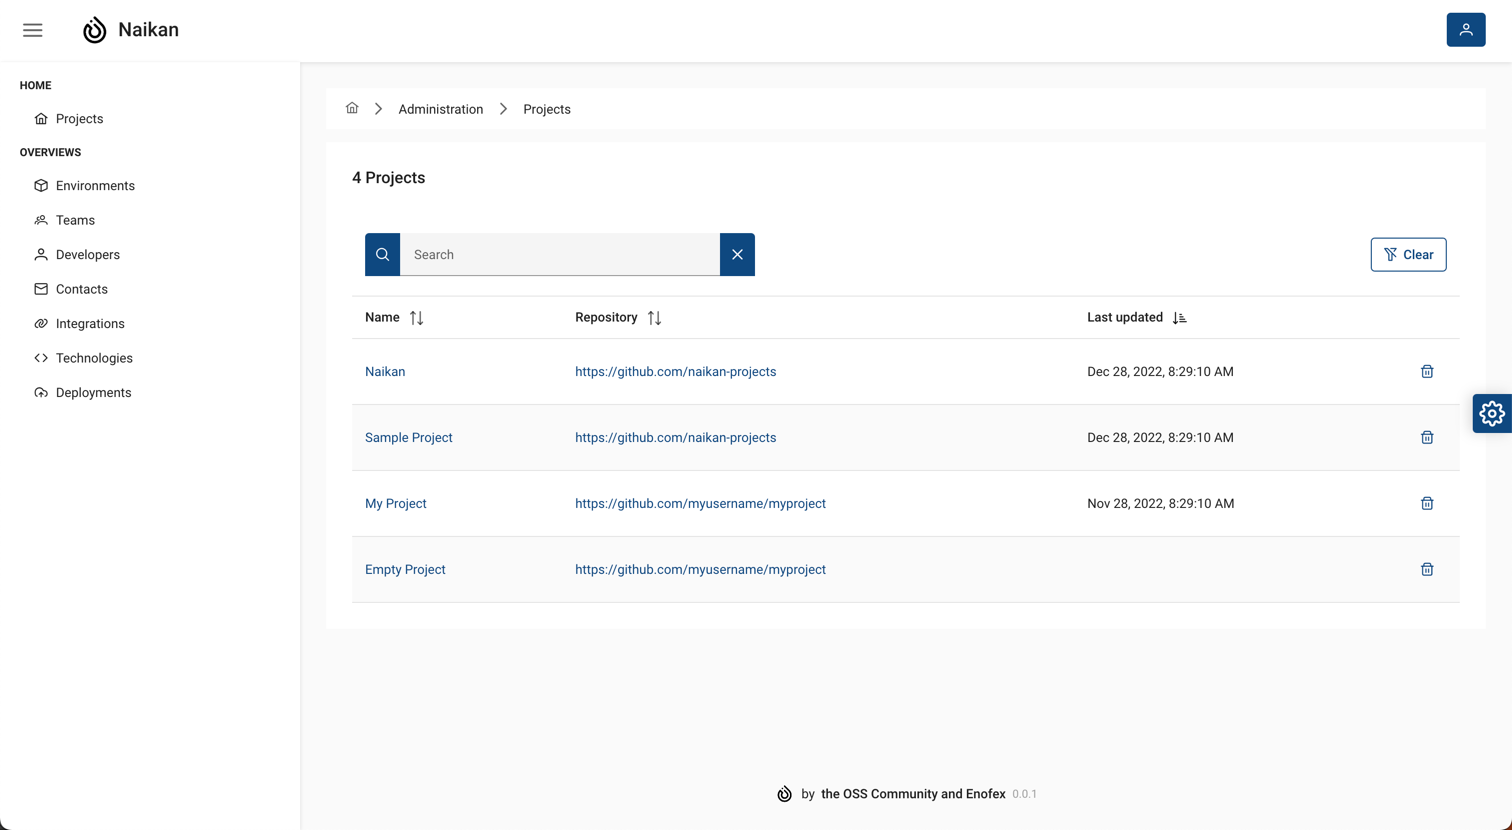 Naikan
HOME
Projects
OVERVIEWS
Environments
Teams
Developers
Contacts
Integrations
Technologies
Deployments
Administration Projects
4 Projects
Search
Clear
Name Repository Last updated
Naikan https://github.com/naikan-projects Dec 28, 2022, 8:29:10 AM
Sample Project https://github.com/naikan-projects Dec 28, 2022, 8:29:10 AM
My Project https://github.com/myusername/myproject Nov 28, 2022, 8:29:10 AM
Empty Project https://github.com/myusername/myproject
by the OSS Community and Enofex 0.0.1